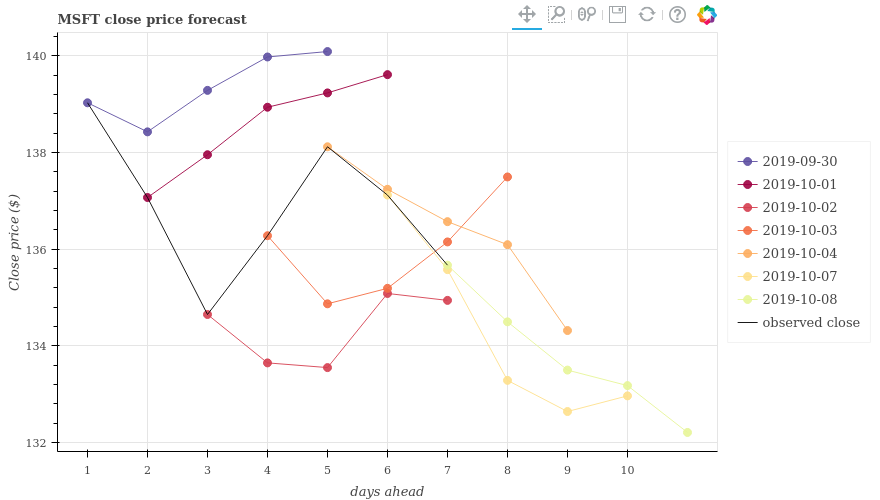 MSFT close price forecast
140
138
136
134
132
Close price ($)
1 2 3 4 5 6 7 8 9 10
days ahead
2019-09-30
2019-10-01
2019-10-02
2019-10-03
2019-10-04
2019-10-07
2019-10-08
observed close